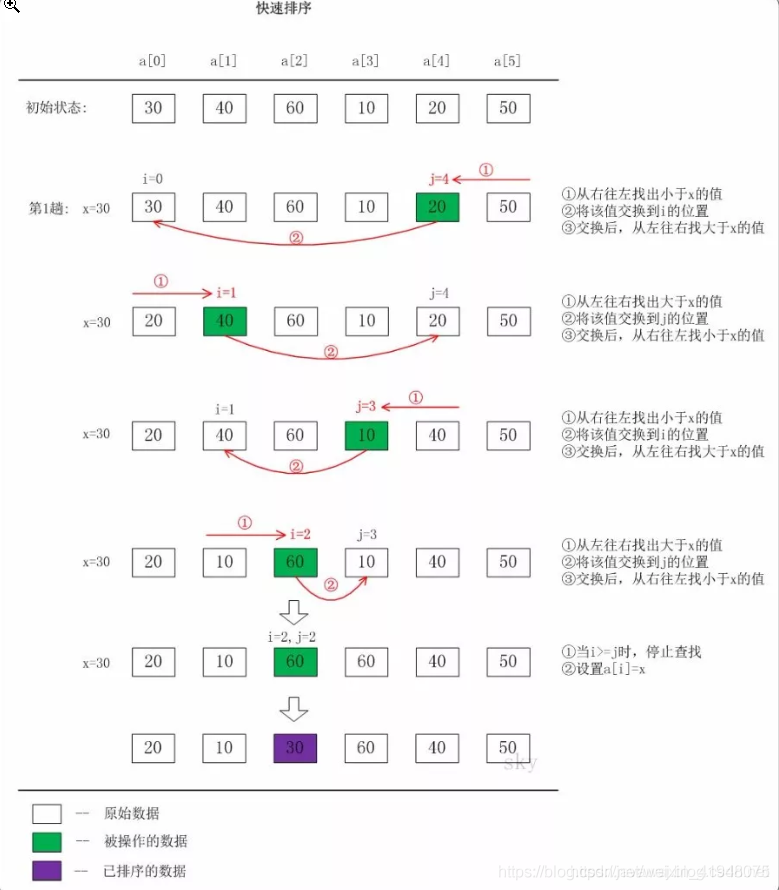 快速排序
a[0] a[1] a[2] a[3] a[4] a[5]
初始状态: 30 40 60 10 20 50
i=0 j=4 ①
第1趟: x=30 30 40 60 10 20 50
②
①从右往左找出小于x的值
②将该值交换到i的位置
③交换后，从左往右找大于x的值
① i=1 j=4
x=30 20 40 60 10 20 50
②
①从左往右找出大于x的值
②将该值交换到j的位置
③交换后，从右往左找小于x的值
i=1 j=3 ①
x=30 20 40 60 10 40 50
②
①从右往左找出小于x的值
②将该值交换到i的位置
③交换后，从左往右找大于x的值
① i=2 j=3
x=30 20 10 60 10 40 50
②
①从左往右找出大于x的值
②将该值交换到j的位置
③交换后，从右往左找小于x的值
i=2, j=2
x=30 20 10 60 60 40 50
①当i>=j时，停止查找
②设置a[i]=x
20 10 30 60 40 50
sky
-- 原始数据
-- 被操作的数据
-- 已排序的数据